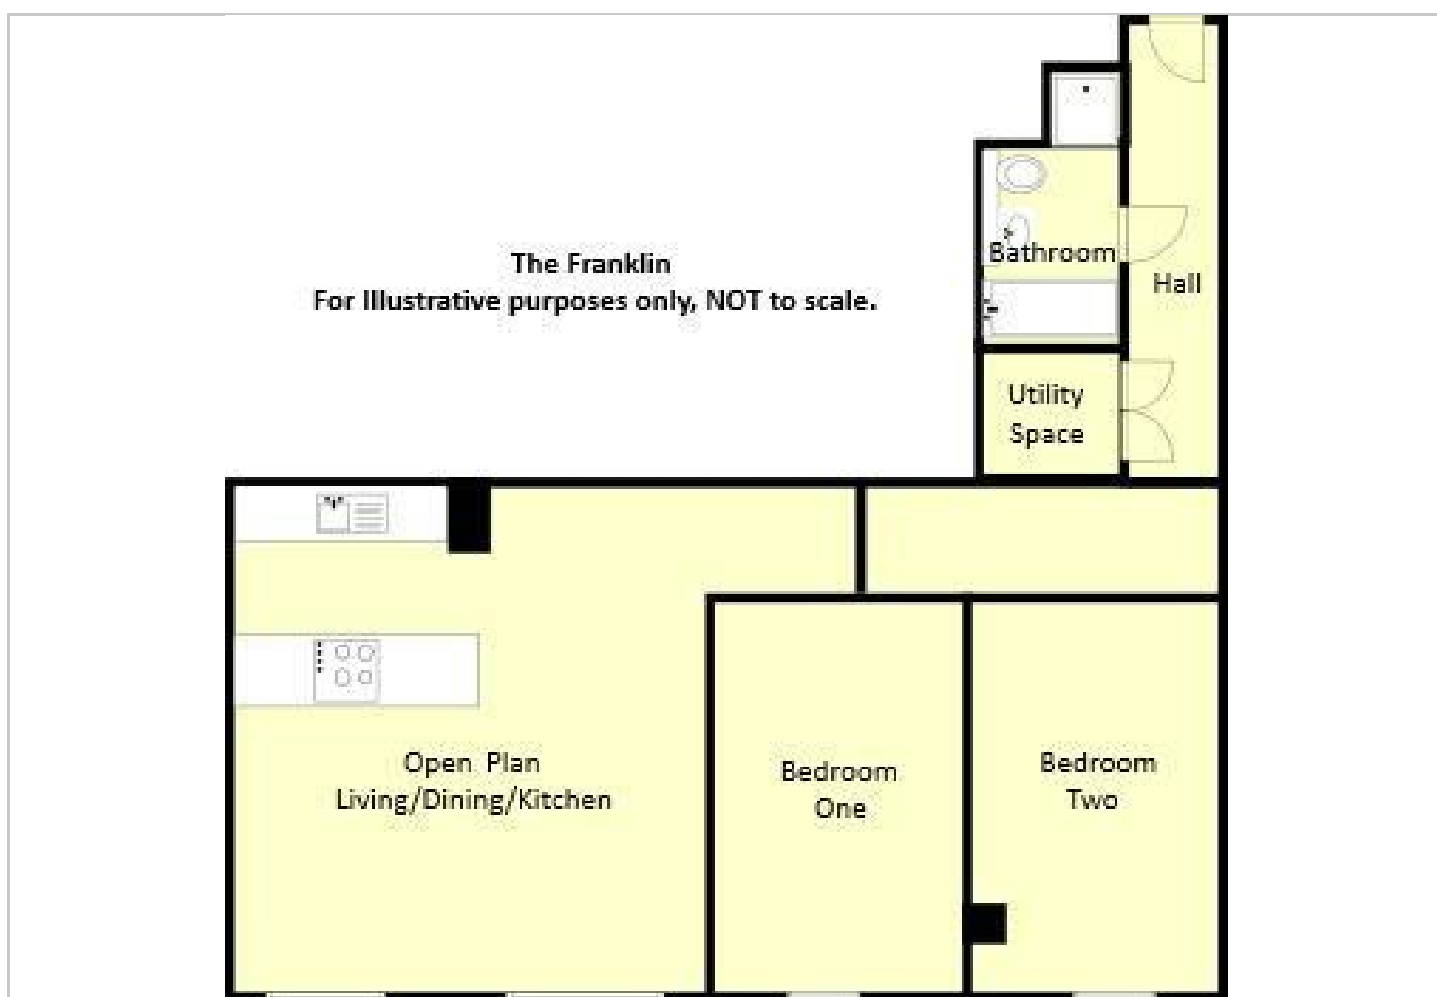 The Franklin
For Illustrative purposes only, NOT to scale.
Bathroom
Hall
Utility
Space
Open Plan
Living/Dining/Kitchen
Bedroom
One
Bedroom
Two